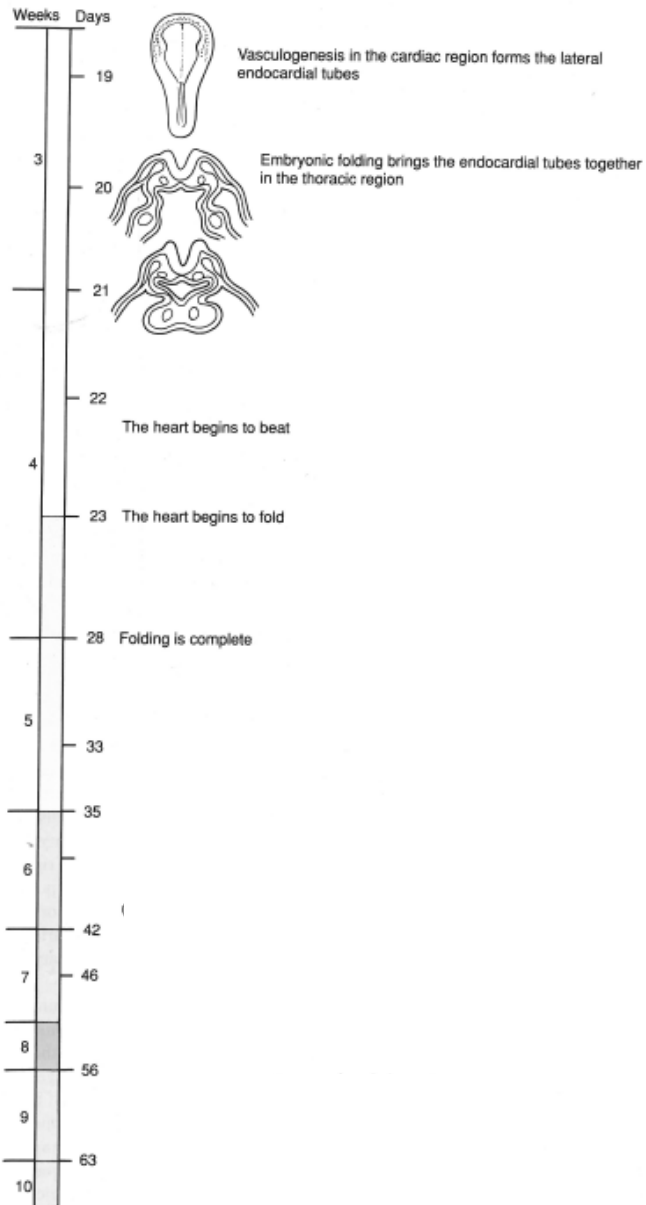 Weeks Days
19
Vasculogenesis in the cardiac region forms the lateral
endocardial tubes
3
Embryonic folding brings the endocardial tubes together
in the thoracic region
20
21
22
The heart begins to beat
4
23 The heart begins to fold
28 Folding is complete
5
33
35
6
42
7
46
8
56
9
63
10